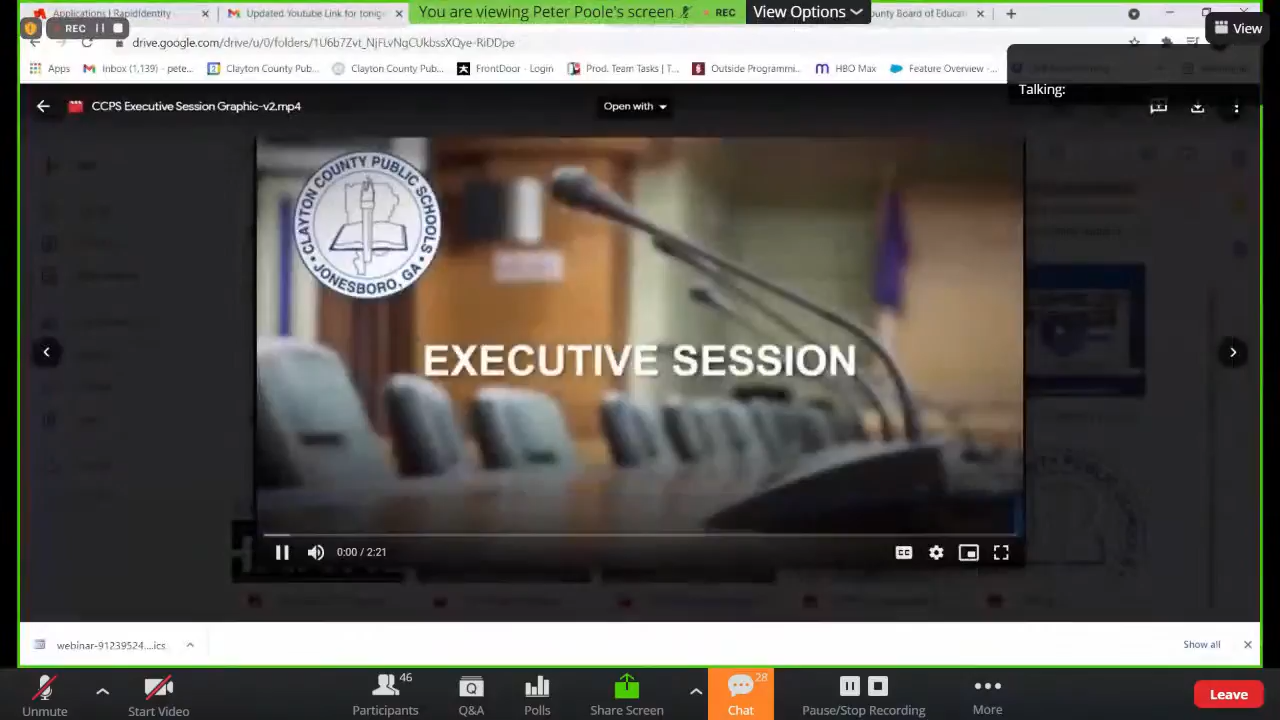 Applications | RapidIdentity
Updated Youtube Link for tonig
You are viewing Peter Poole's screen
REC
View Options
ounty Board of Educat
REC
View
drive.google.com/drive/u/0/folders/
Apps
Inbox (1,139) - pete...
Clayton County Pub...
Clayton County Pub...
FrontDoor - Login
Prod. Team Tasks | T...
Outside Programmi...
HBO Max
Feature Overview -...
Talking:
CCPS Executive Session Graphic-v2.mp4
Open with
CLAYTON COUNTY PUBLIC SCHOOLS
JONESBORO, GA
EXECUTIVE SESSION
0:00 / 2:21
CC
webinar-91239524....ics
Show all
Unmute
Start Video
Participants
46
Q&A
Polls
Share Screen
Chat
28
Pause/Stop Recording
More
Leave